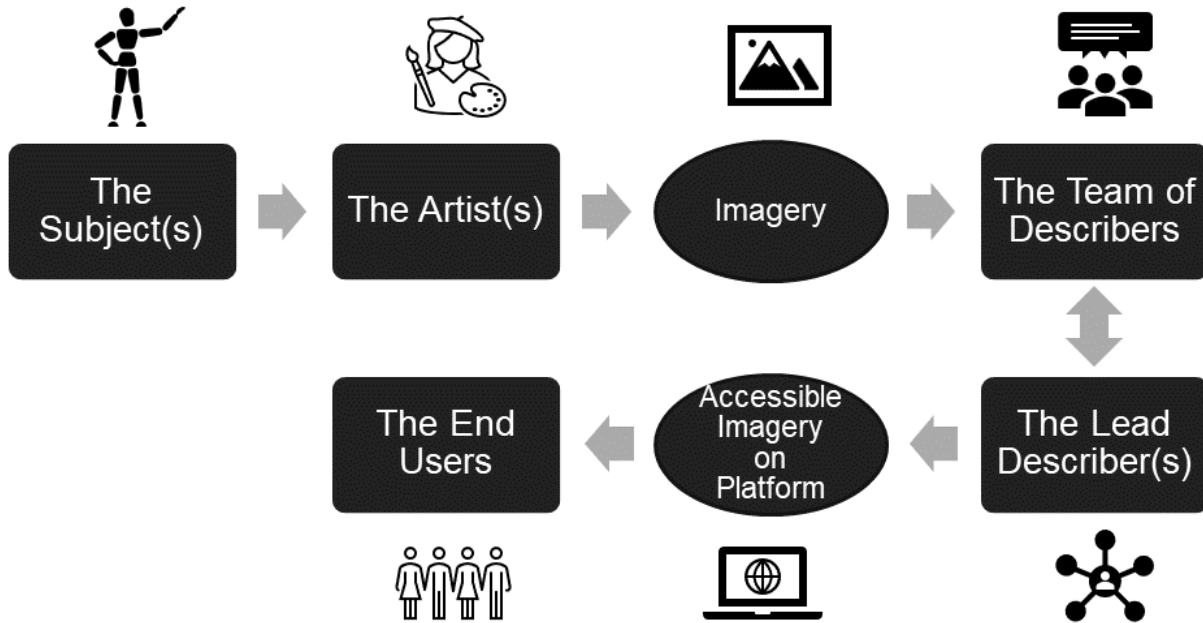 The
Subject(s)
The Artist(s)
Imagery
The Team of
Describers
The End
Users
Accessible
Imagery
on
Platform
The Lead
Describer(s)